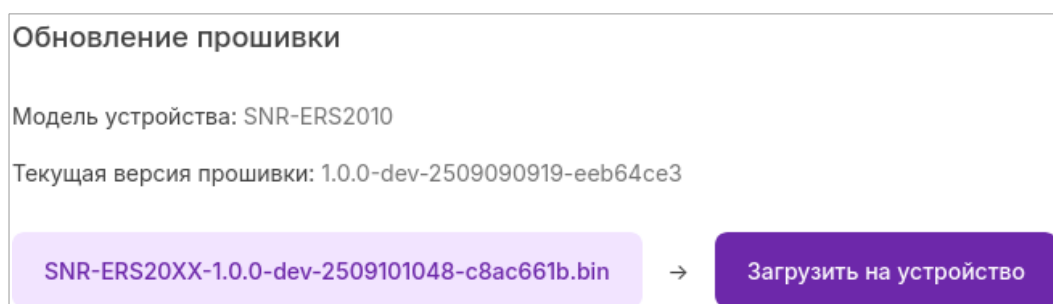 Обновление прошивки
Модель устройства: SNR-ERS2010
Текущая версия прошивки: 1.0.0-dev-2509090919-eeb64ce3
SNR-ERS20XX-1.0.0-dev-2509101048-c8ac661b.bin → Загрузить на устройство